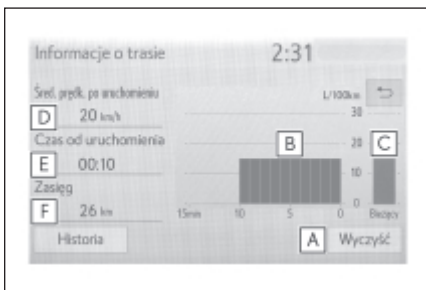 Informacje o trasie 2:31
Śred. prędk. po uruchomieniu L/100km
D 20 km/h 30
Czas od uruchomienia B 20 C
E 00:10 10
Zasięg 0
F 26 km 15min 10 5 0 Bieżący
Historia A Wyczyść